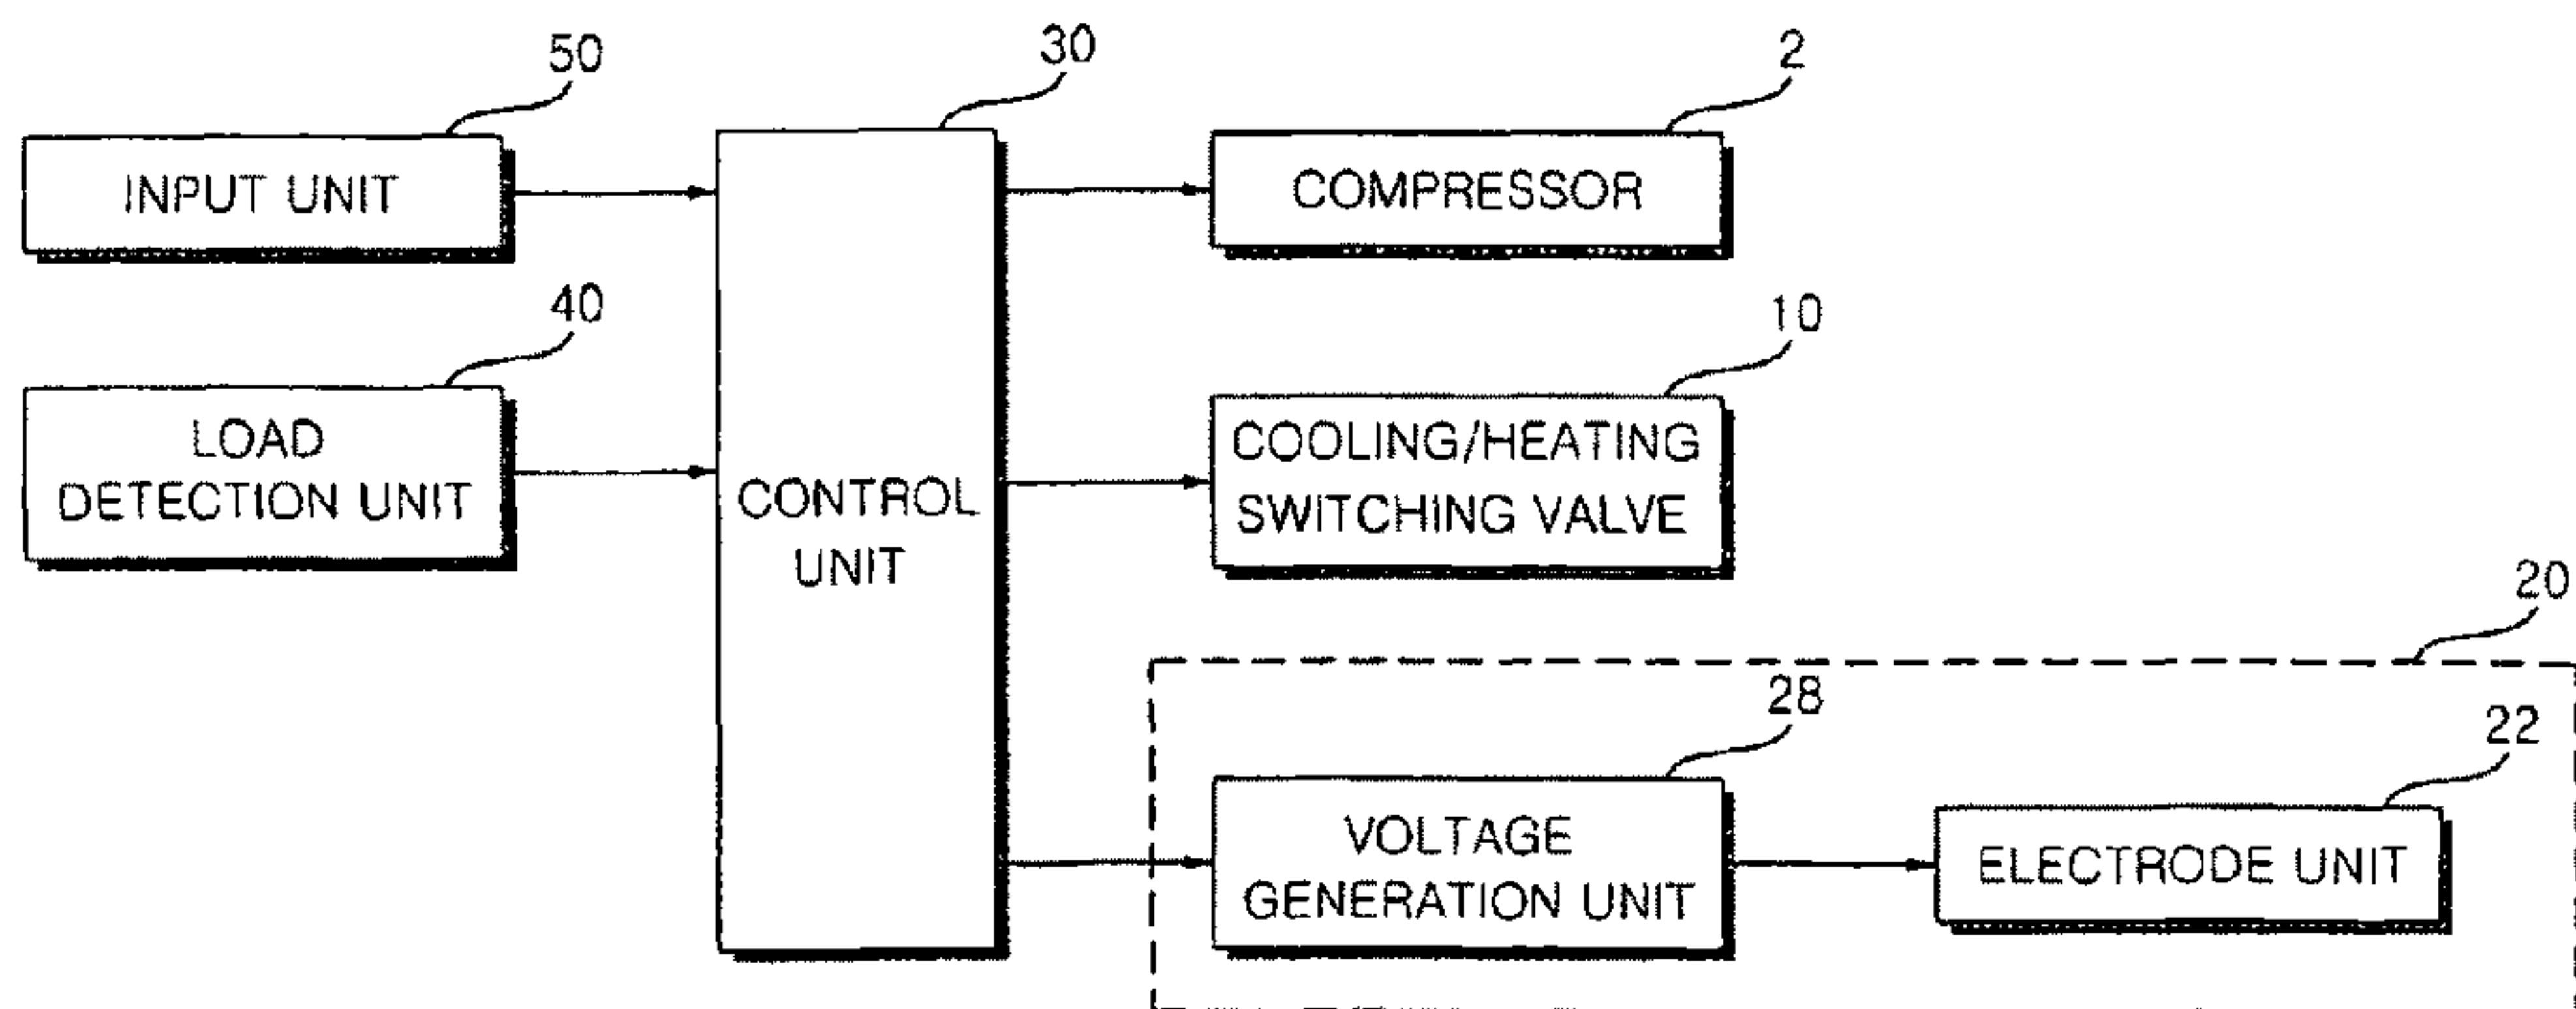 50
INPUT UNIT
40
LOAD
DETECTION UNIT
30
CONTROL
UNIT
2
COMPRESSOR
10
COOLING/HEATING
SWITCHING VALVE
20
28
VOLTAGE
GENERATION UNIT
22
ELECTRODE UNIT